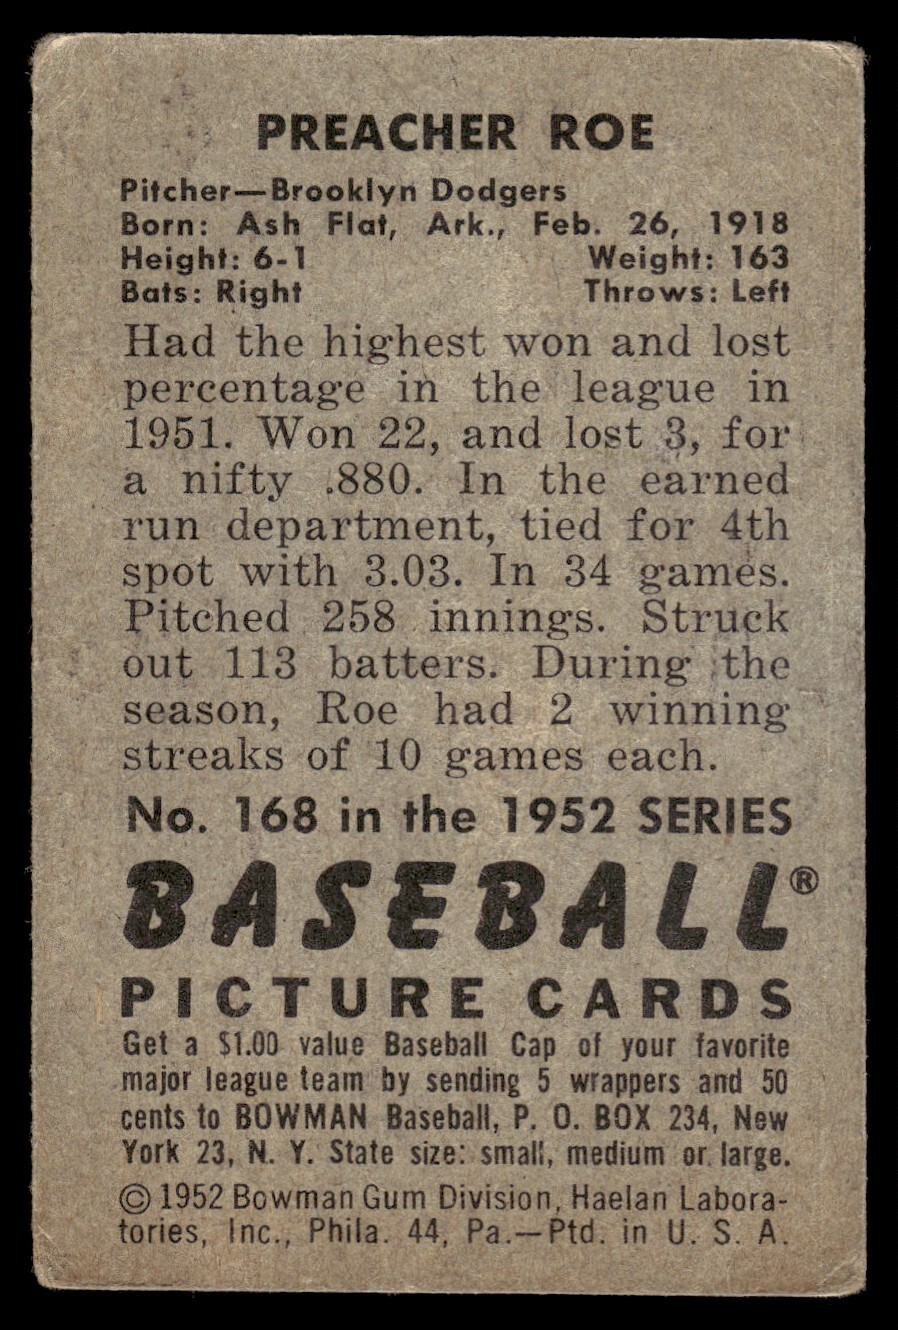 PREACHER ROE
Pitcher—Brooklyn Dodgers
Born: Ash Flat, Ark., Feb. 26, 1918
Height: 6-1 Weight: 163
Bats: Right Throws: Left
Had the highest won and lost
percentage in the league in
1951. Won 22, and lost 3, for
a nifty .880. In the earned
run department, tied for 4th
spot with 3.03. In 34 games.
Pitched 258 innings. Struck
out 113 batters. During the
season, Roe had 2 winning
streaks of 10 games each.
No. 168 in the 1952 SERIES
BASEBALL®
PICTURE CARDS
Get a $1.00 value Baseball Cap of your favorite
major league team by sending 5 wrappers and 50
cents to BOWMAN Baseball, P. O. BOX 234, New
York 23, N. Y. State size: small, medium or large.
© 1952 Bowman Gum Division, Haelan Labora-
tories, Inc., Phila. 44, Pa.—Ptd. in U. S. A.